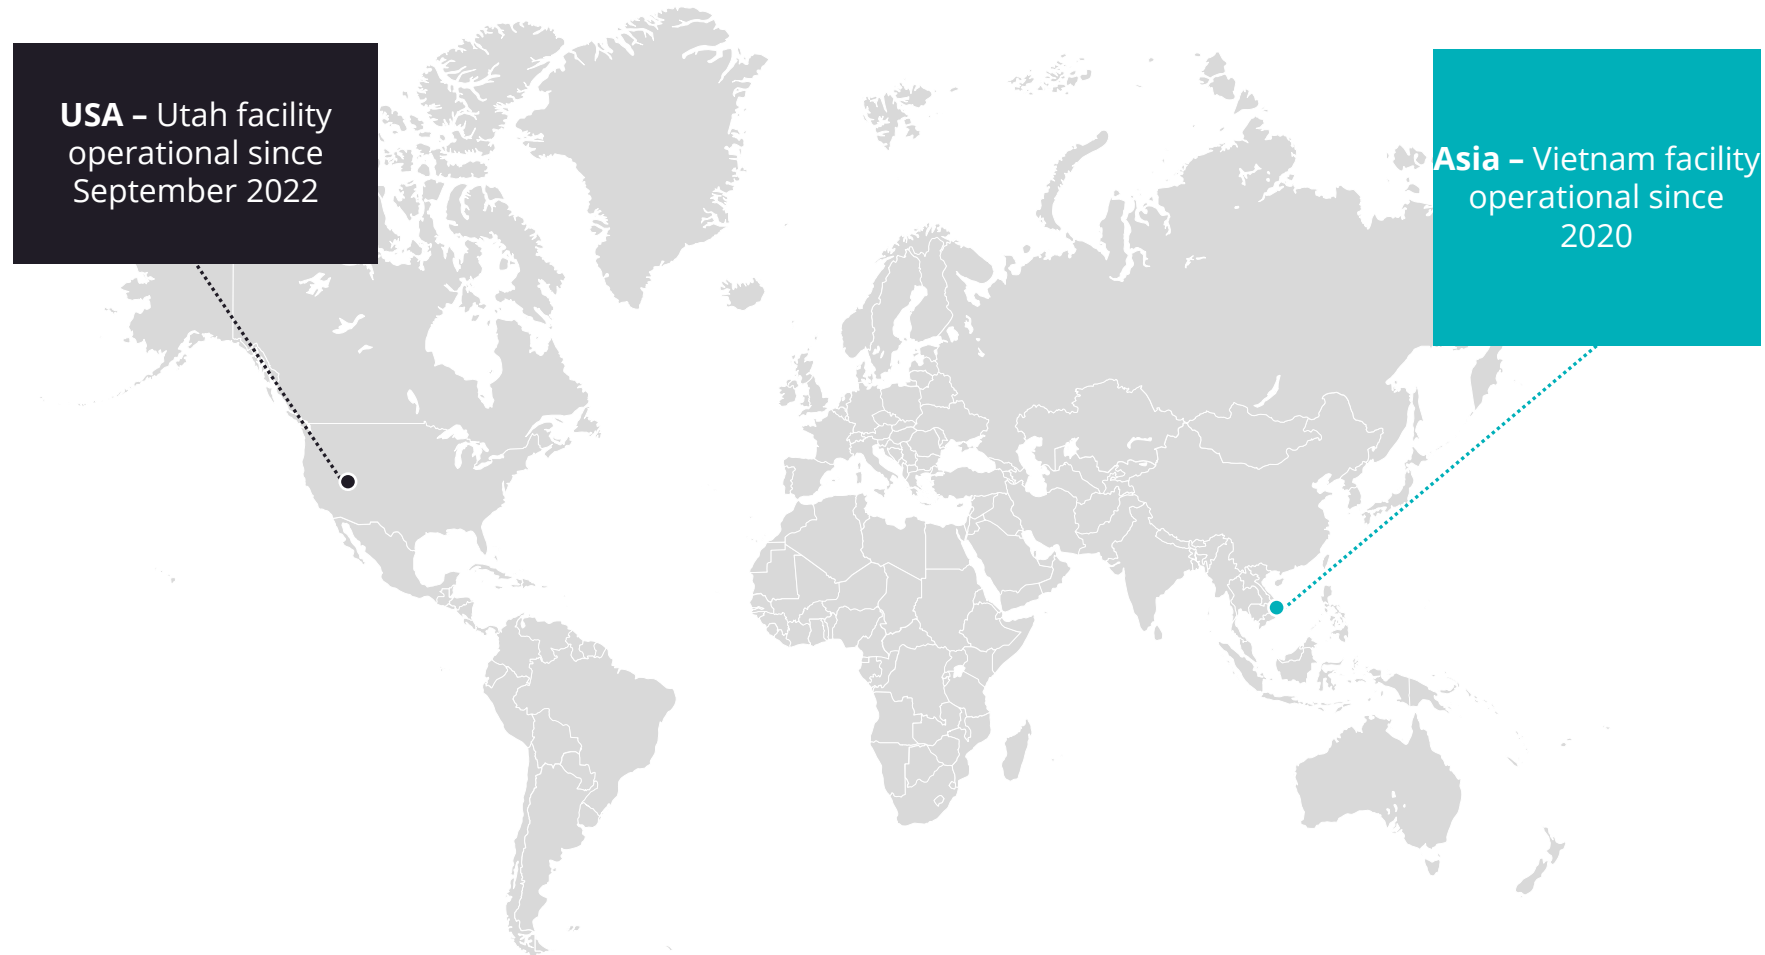 USA – Utah facility
operational since
September 2022
Asia – Vietnam facility
operational since
2020